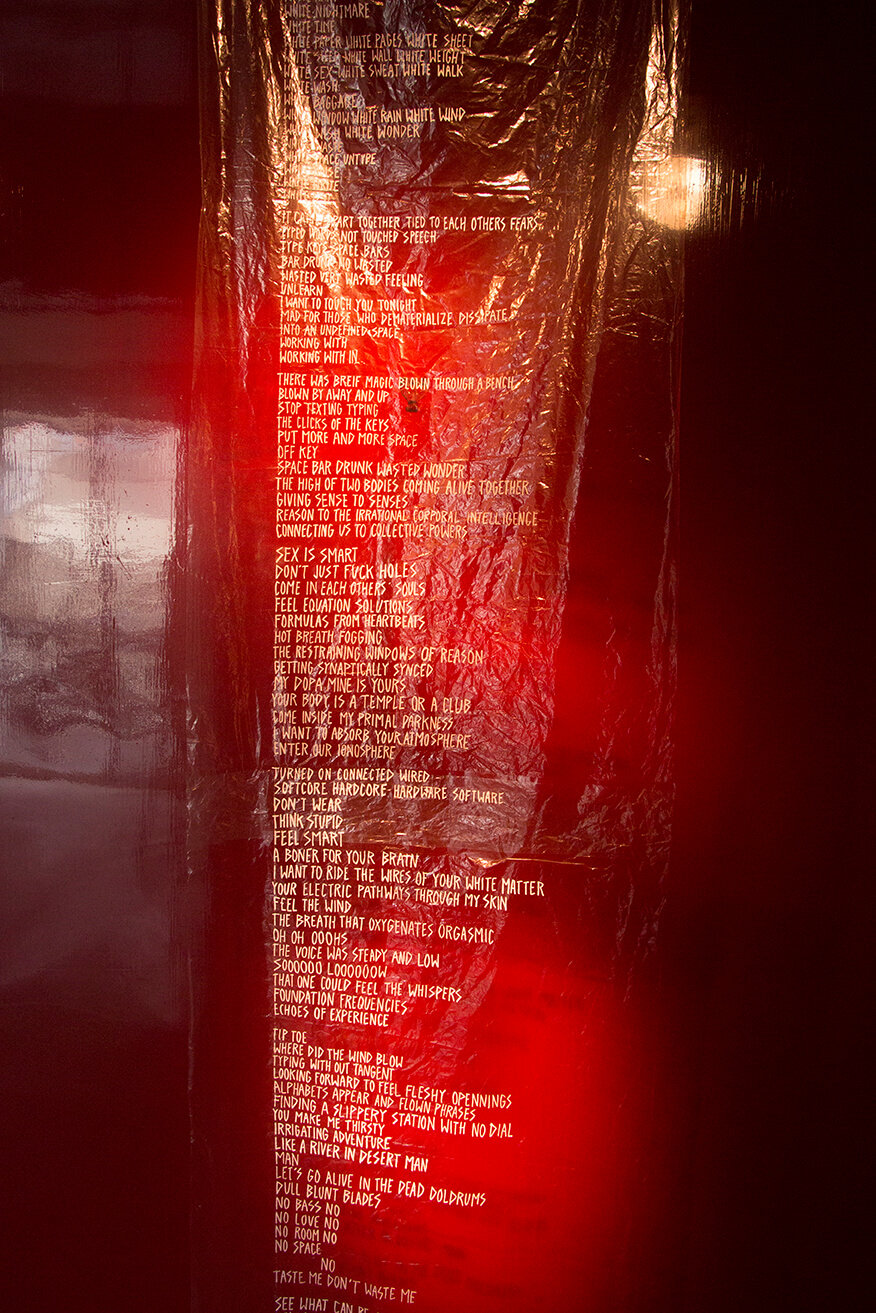 WHITE NIGHTMARE
WHITE TIME
WHITE PAPER WHITE PAGES WHITE SHEET
WHITE WALL WHITE WEIGHT
WHITE SEX WHITE SWEAT WHITE WALK
WHITE WASH
BAGGAGE
WINDOW WHITE RAIN WHITE WIND
WHITE WONDER
SPACE UNTYPE
IT CAME APART TOGETHER TIED TO EACH OTHERS FEARS
TYPED NOT TOUCHED SPEECH
TYPE KEYS SPACE BARS
BAR DRUNK NO WASTED
WASTED VERY WASTED FEELING
UNLEARN
I WANT TO TOUCH YOU TONIGHT
MAD FOR THOSE WHO DEMATERIALIZE DISSIPATE
INTO AN UNDEFINED SPACE
WORKING WITH
WORKING WITH IN
THERE WAS BREIF MAGIC BLOWN THROUGH A BENCH
BLOWN BY AWAY AND UP
STOP TEXTING TYPING
THE CLICKS OF THE KEYS
PUT MORE AND MORE SPACE
OFF KEY
SPACE BAR DRUNK WASTED WONDER
THE HIGH OF TWO BODIES COMING ALIVE TOGETHER
GIVING SENSE TO SENSES
REASON TO THE IRRATIONAL CORPORAL INTELLIGENCE
CONNECTING US TO COLLECTIVE POWERS
SEX IS SMART
DON'T JUST FUCK HOLES
COME IN EACH OTHERS SOULS
FEEL EQUATION SOLUTIONS
FORMULAS FROM HEARTBEATS
HOT BREATH FOGGING
THE RESTRAINING WINDOWS OF REASON
GETTING SYNAPTICALLY SYNCED
MY DOPA MINE IS YOURS
YOUR BODY IS A TEMPLE OR A CLUB
COME INSIDE MY PRIMAL DARKNESS
I WANT TO ABSORB YOUR ATMOSPHERE
ENTER OUR IONOSPHERE
TURNED ON CONNECTED WIRED
SOFTCORE HARDCORE-HARDWARE SOFTWARE
DON'T WEAR
THINK STUPID
FEEL SMART
A BONER FOR YOUR BRAIN
I WANT TO RIDE THE WIRES OF YOUR WHITE MATTER
YOUR ELECTRIC PATHWAYS THROUGH MY SKIN
FEEL THE WIND
THE BREATH THAT OXYGENATES ORGASMIC
OH OH OOOHS
THE VOICE WAS STEADY AND LOW
SOOOOOO LOOOOOOW
THAT ONE COULD FEEL THE WHISPERS
FOUNDATION FREQUENCIES
ECHOES OF EXPERIENCE
TIP TOE
WHERE DID THE WIND BLOW
TYPING WITH OUT TANGENT
LOOKING FORWARD TO FEEL FLESHY OPENNINGS
ALPHABETS APPEAR AND FLOWN PHRASES
FINDING A SLIPPERY STATION WITH NO DIAL
YOU MAKE ME THIRSTY
IRRIGATING ADVENTURE
LIKE A RIVER IN DESERT MAN
MAN
LET'S GO ALIVE IN THE DEAD DOLDRUMS
DULL BLUNT BLADES
NO BASS NO
NO LOVE NO
NO ROOM NO
NO SPACE
NO
TASTE ME DON'T WASTE ME
SEE WHAT CAN BE